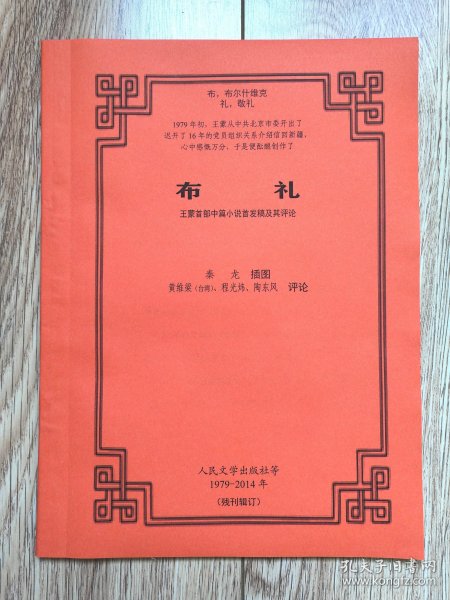 布,布尔什维克
礼,敬礼
1979年初,王蒙从中共北京市委开出了
迟开了16年的党员组织关系介绍信回新疆,
心中感慨万分,于是便酝酿创作了
布 礼
王蒙首部中篇小说首发稿及其评论
秦 龙 插图
黄维梁(台湾)、程光炜、陶东风 评论
人民文学出版社等
1979-2014年
(残刊辑订)
孔夫子旧书网
www.kongfz.com